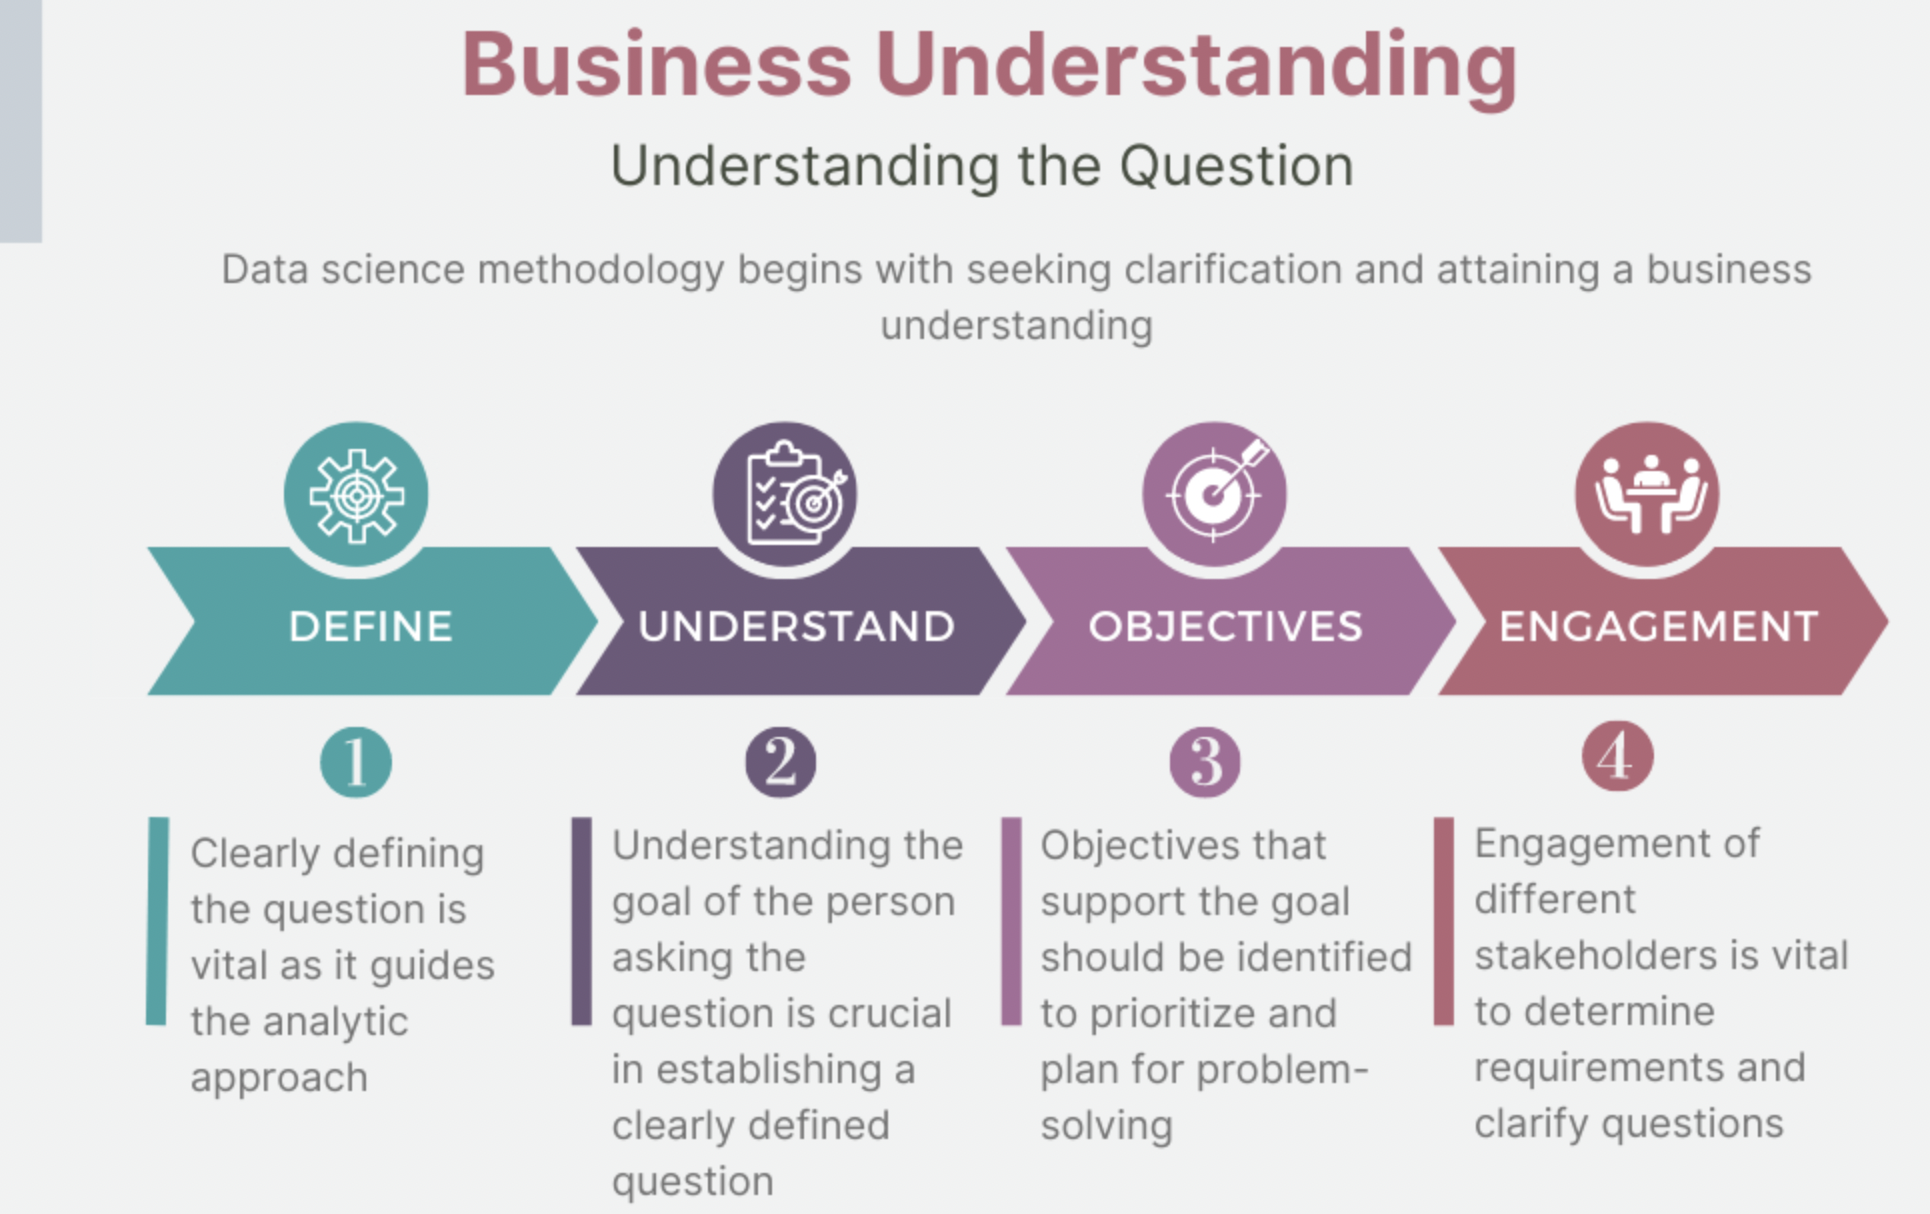 Business Understanding
Understanding the Question
Data science methodology begins with seeking clarification and attaining a business
understanding
DEFINE
UNDERSTAND
OBJECTIVES
ENGAGEMENT
1
Clearly defining
the question is
vital as it guides
the analytic
approach
2
Understanding the
goal of the person
asking the
question is crucial
in establishing a
clearly defined
question
3
Objectives that
support the goal
should be identified
to prioritize and
plan for problem-
solving
4
Engagement of
different
stakeholders is vital
to determine
requirements and
clarify questions